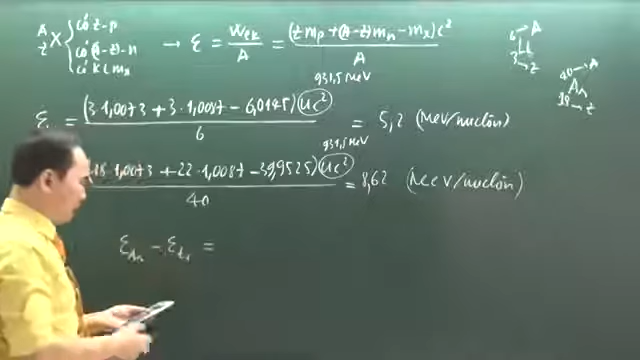 A
Z X { có Z - p
có (A-Z) - n
có KL mx
→ ε = Wlk / A = (Z mp + (A-Z) mn - mx) c² / A
6 → A
Li
3 → Z
40 → A
Ar
18 → Z
931,5 MeV
ε = (3.1,0073 + 3.1,0087 - 6,0145) uc² / 6 = 5,2 (MeV/nuclôn)
931,5 MeV
18.1,0073 + 22.1,0087 - 39,9525) uc² / 40 = 8,62 (MeV/nuclôn)
εAr - εLi =